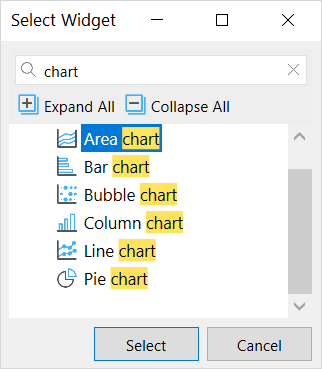 Select Widget
chart
Expand All Collapse All
Area chart
Bar chart
Bubble chart
Column chart
Line chart
Pie chart
Select Cancel